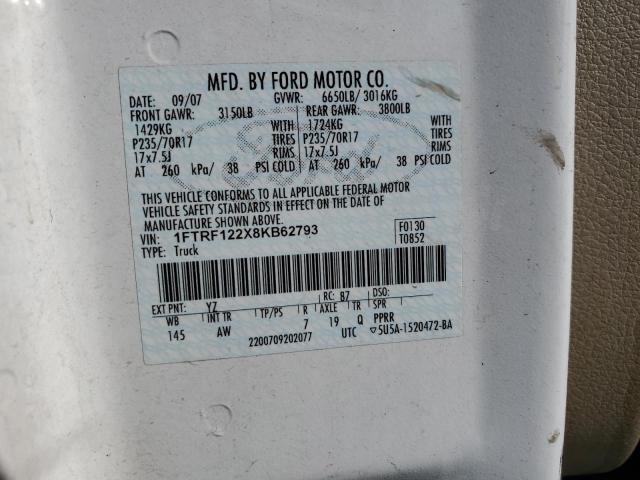 MFD. BY FORD MOTOR CO.
DATE: 09/07 GVWR: 6650LB/ 3016KG
FRONT GAWR: 3150LB REAR GAWR: 3800LB
1429KG WITH 1724KG WITH
P235/70R17 TIRES P235/70R17 TIRES
17x7.5J RIMS 17x7.5J RIMS
AT 260 kPa/ 38 PSI COLD AT 260 kPa/ 38 PSI COLD
THIS VEHICLE CONFORMS TO ALL APPLICABLE FEDERAL MOTOR
VEHICLE SAFETY STANDARDS IN EFFECT ON THE DATE OF
MANUFACTURE SHOWN ABOVE.
VIN: 1FTRF122X8KB62793 F0130
TYPE: Truck T0852
EXT PNT: Y7 RC: B7 DSO:
WB INT TR TP/PS R AXLE TR SPR
145 AW 7 19 Q PPRR
2200709202077 UTC ▽5U5A-1520472-BA
Ford